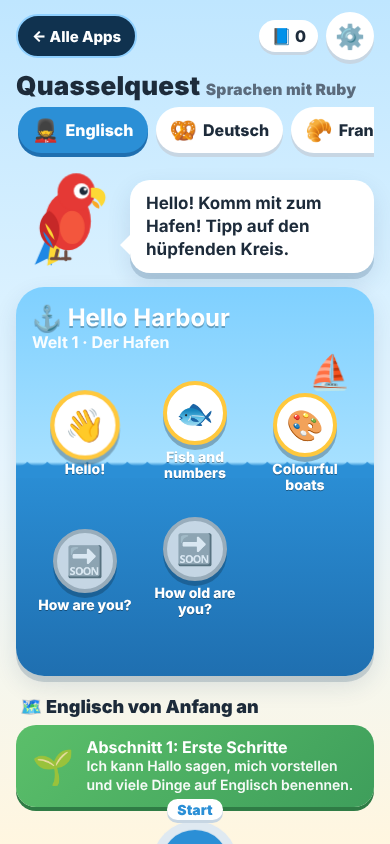 ← Alle Apps
0
Quasselquest Sprachen mit Ruby
Englisch
Deutsch
Fran
Hello! Komm mit zum
Hafen! Tipp auf den
hüpfenden Kreis.
Hello Harbour
Welt 1 · Der Hafen
Hello!
Fish and
numbers
Colourful
boats
SOON
How are you?
SOON
How old are
you?
Englisch von Anfang an
Abschnitt 1: Erste Schritte
Ich kann Hallo sagen, mich vorstellen
und viele Dinge auf Englisch benennen.
Start